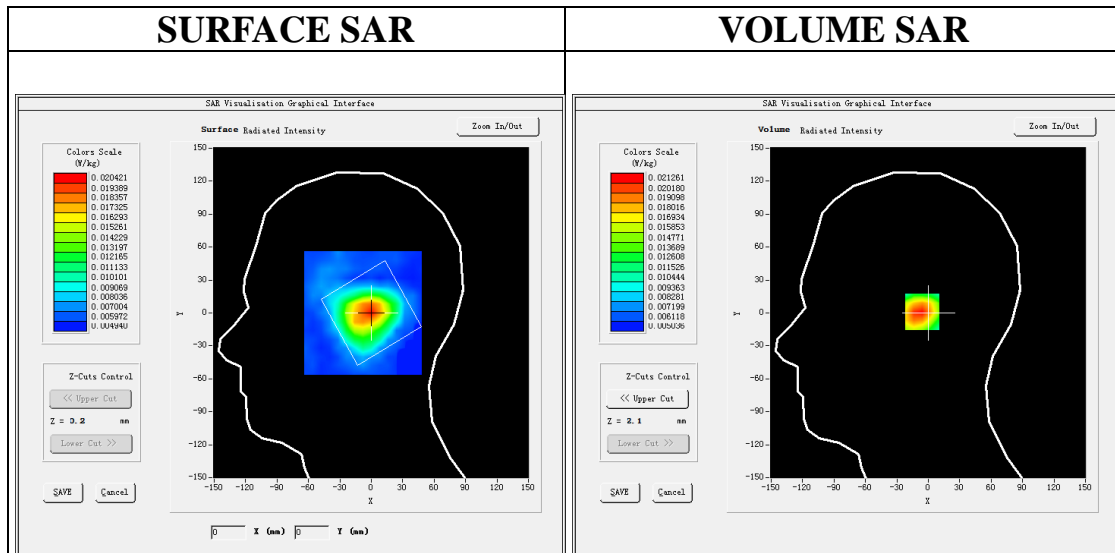 SURFACE SAR
VOLUME SAR
SAR Visualisation Graphical Interface
Surface Radiated Intensity
Zoom In/Out
Colors Scale
(W/kg)
0.020421
0.019389
0.018357
0.017325
0.016293
0.015261
0.014229
0.013197
0.012165
0.011133
0.010101
0.009069
0.008036
0.007004
0.005972
0.004940
Z-Cuts Control
<< Upper Cut
Z = 0.2 mm
Lower Cut >>
SAVE
Cancel
150
120
90
60
30
0
-30
-60
-90
-120
-150
Y
-150 -120 -90 -60 -30 0 30 60 90 120 150
X
0 X (mm) 0 Y (mm)
SAR Visualisation Graphical Interface
Volume Radiated Intensity
Zoom In/Out
Colors Scale
(W/kg)
0.021261
0.020180
0.019098
0.018016
0.016934
0.015853
0.014771
0.013689
0.012608
0.011526
0.010444
0.009363
0.008281
0.007199
0.006118
0.005036
Z-Cuts Control
<< Upper Cut
Z = 2.1 mm
Lower Cut >>
SAVE
Cancel
150
120
90
60
30
0
-30
-60
-90
-120
-150
Y
-150 -120 -90 -60 -30 0 30 60 90 120 150
X